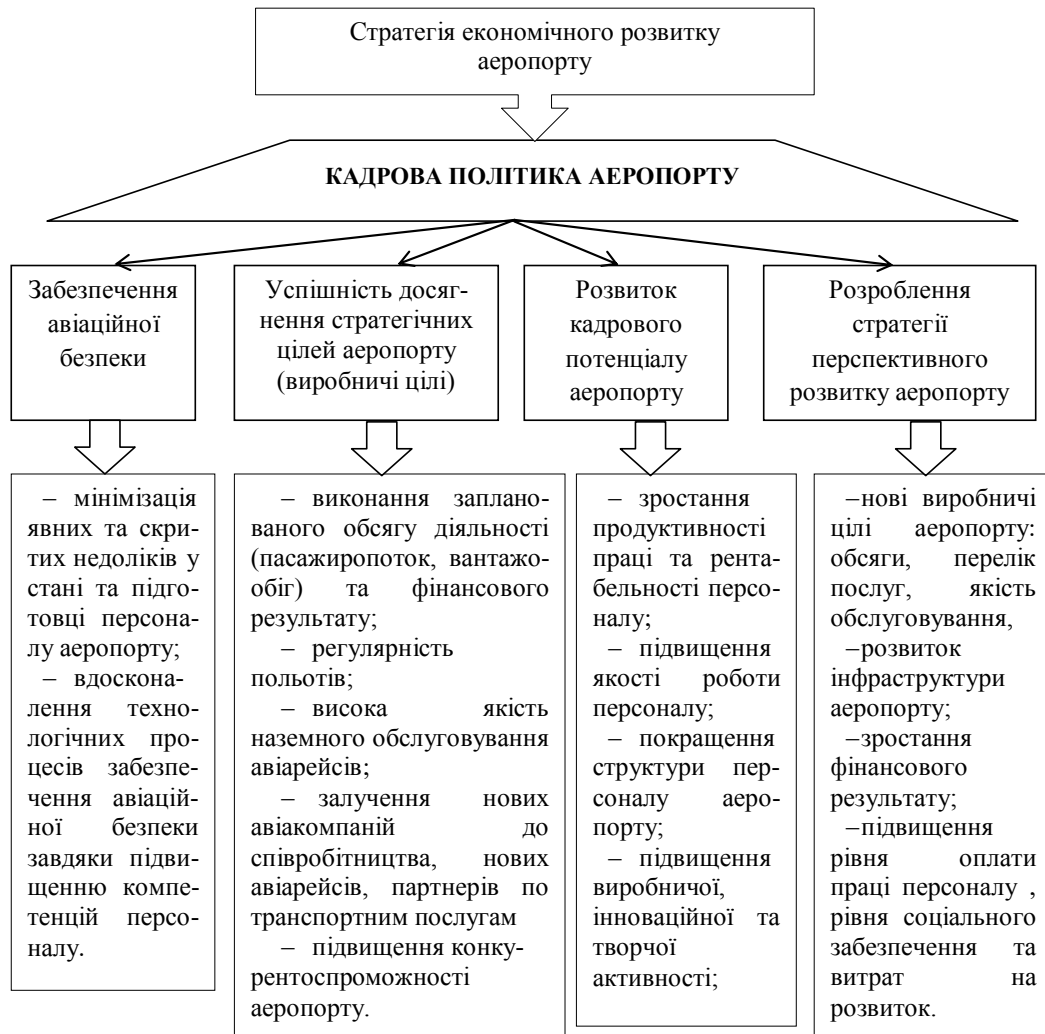 Стратегія економічного розвитку
аеропорту
КАДРОВА ПОЛІТИКА АЕРОПОРТУ
Забезпечення
авіаційної
безпеки
Успішність досяг-
нення стратегічних
цілей аеропорту
(виробничі цілі)
Розвиток
кадрового
потенціалу
аеропорту
Розроблення
стратегії
перспективного
розвитку аеропорту
– мінімізація
явних та скри-
тих недоліків у
стані та підго-
товці персона-
лу аеропорту;
– вдоскона-
лення техно-
логічних про-
цесів забезпе-
чення авіацій-
ної безпеки
завдяки підви-
щенню компе-
тенцій персо-
налу.
– виконання заплано-
ваного обсягу діяльності
(пасажиропоток, вантажо-
обіг) та фінансового
результату;
– регулярність
польотів;
– висока якість
наземного обслуговування
авіарейсів;
– залучення нових
авіакомпаній до
співробітництва, нових
авіарейсів, партнерів по
транспортним послугам
– підвищення конку-
рентоспроможності
аеропорту.
– зростання
продуктивності
праці та рента-
бельності персо-
налу;
– підвищення
якості роботи
персоналу;
– покращення
структури пер-
соналу аеро-
порту;
– підвищення
виробничої,
інноваційної та
творчої
активності;
–нові виробничі
цілі аеропорту:
обсяги, перелік
послуг, якість
обслуговування,
–розвиток
інфраструктури
аеропорту;
–зростання
фінансового
результату;
–підвищення
рівня оплати
праці персоналу ,
рівня соціального
забезпечення та
витрат на
розвиток.